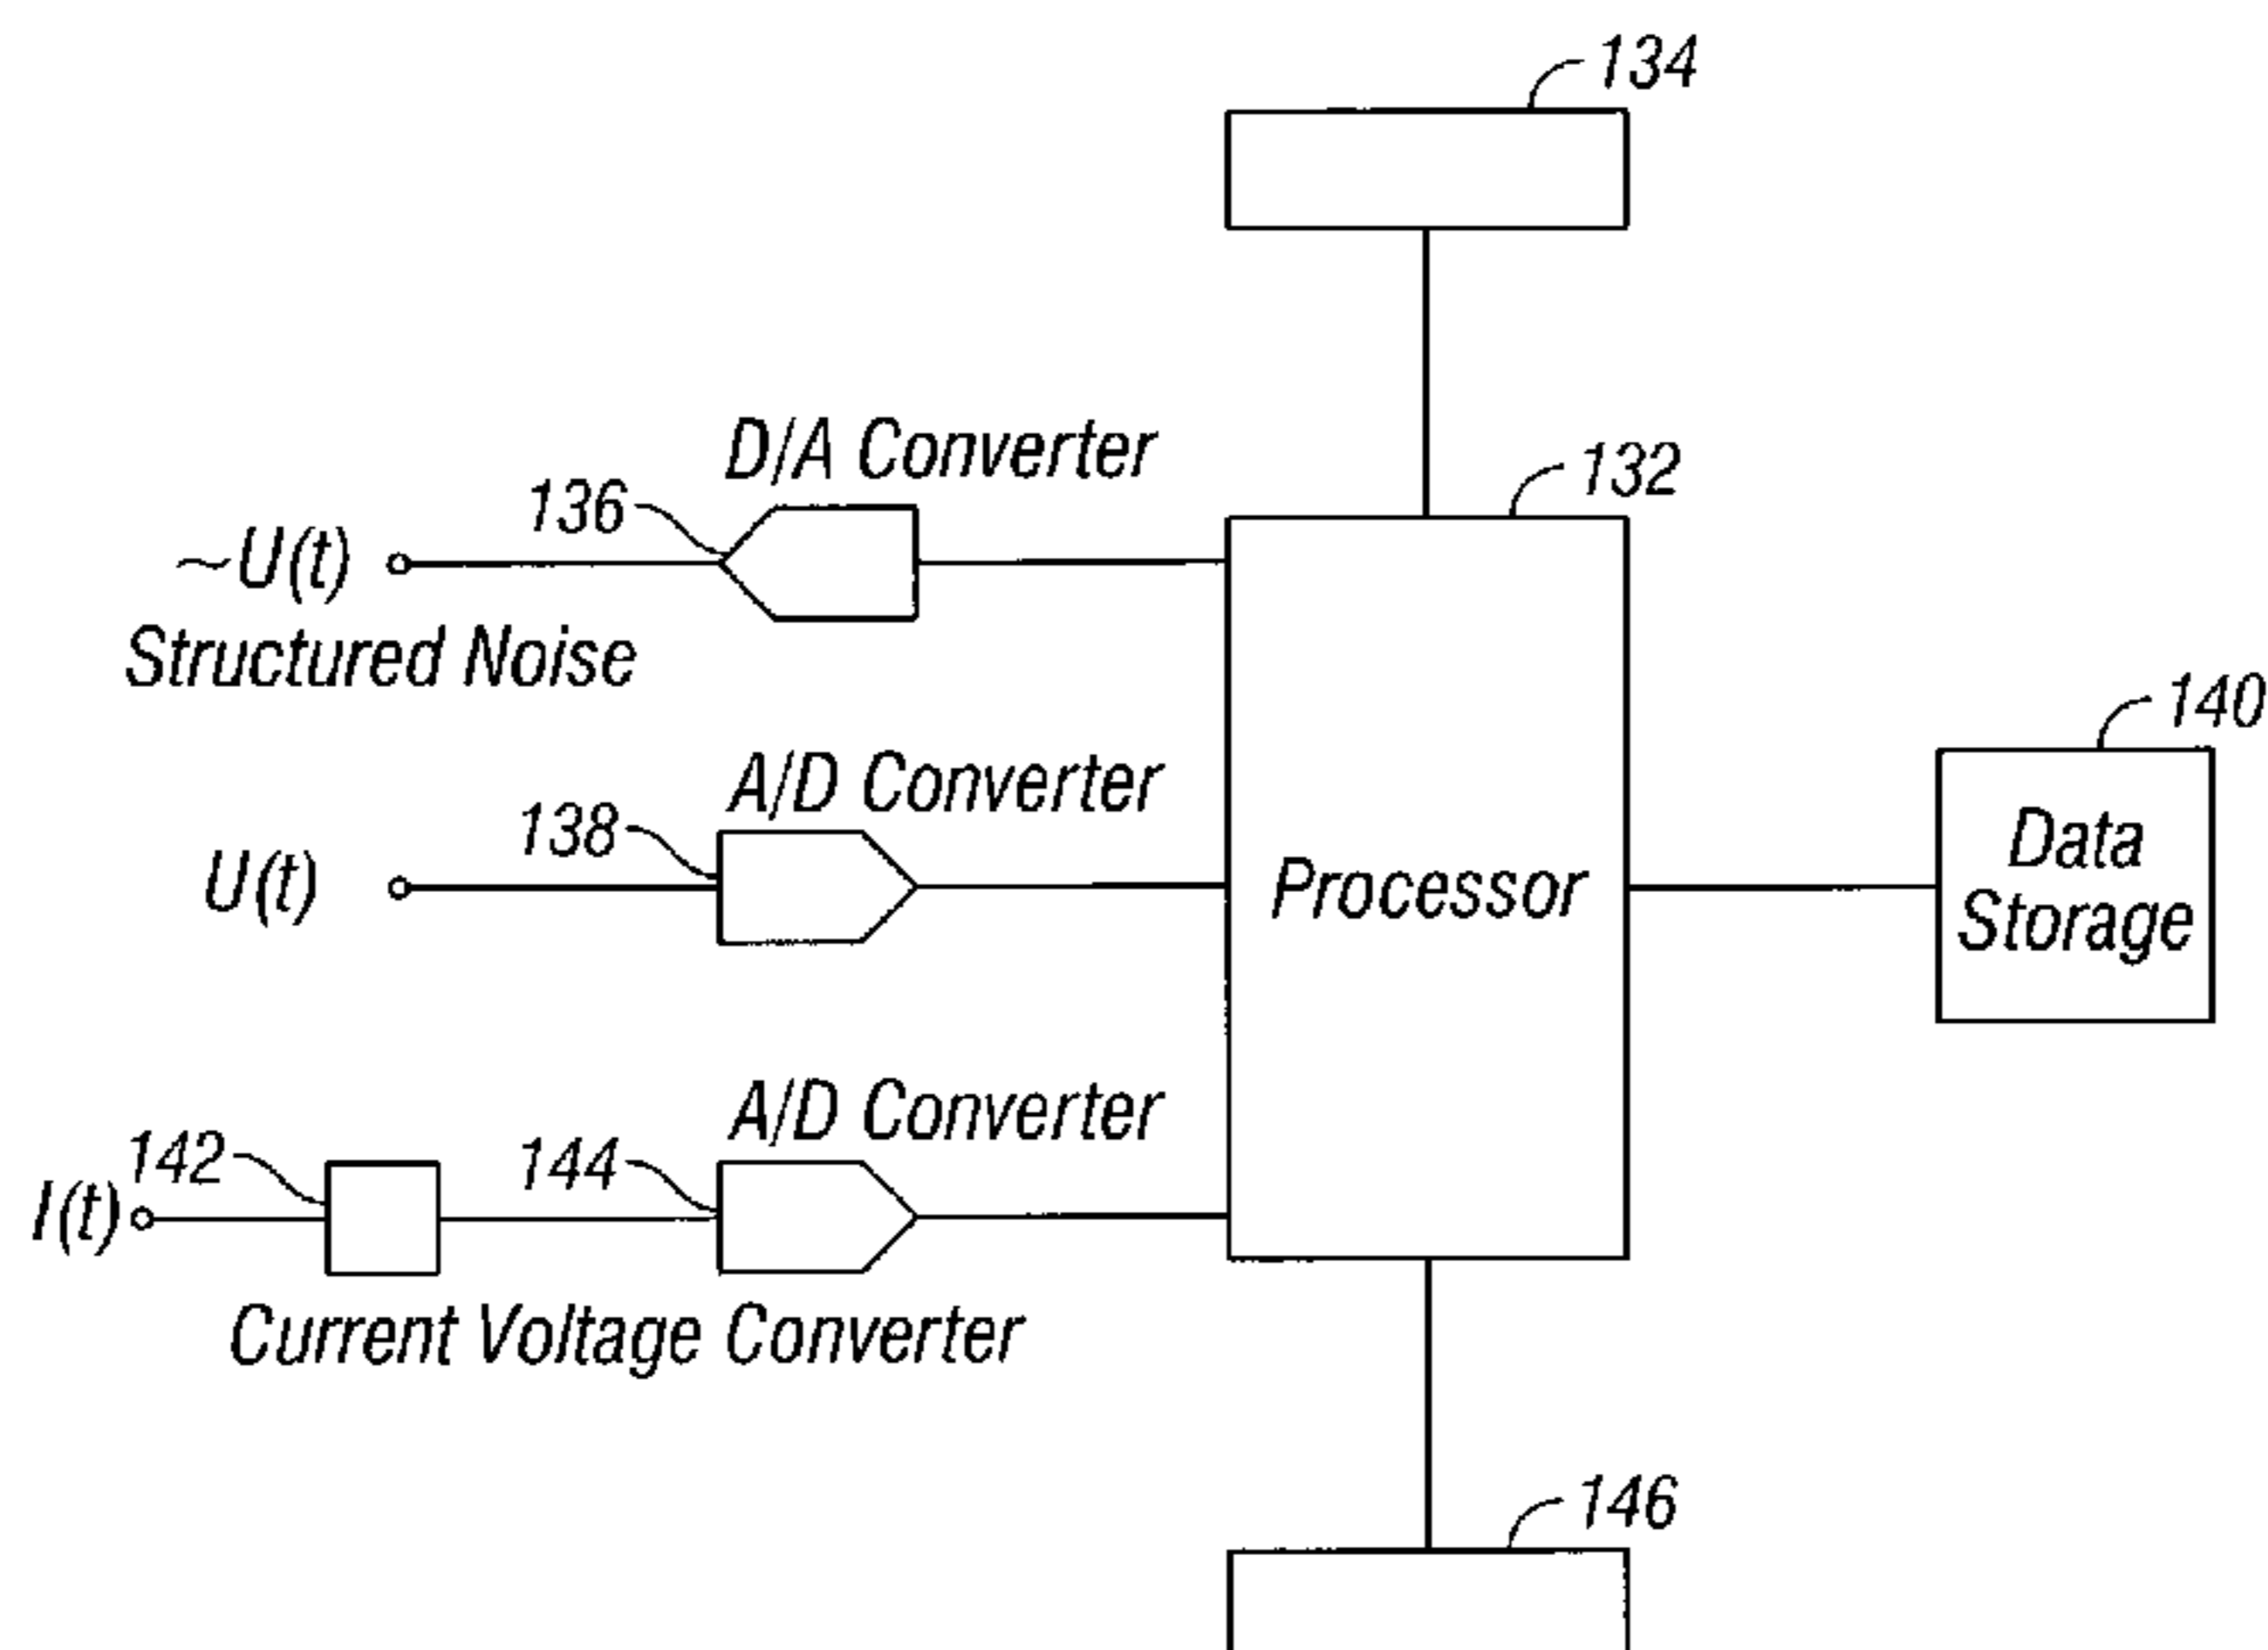 134
D/A Converter
132
136
~U(t)
Structured Noise
140
A/D Converter
138
Data
Storage
U(t)
Processor
A/D Converter
142
144
I(t)
Current Voltage Converter
146